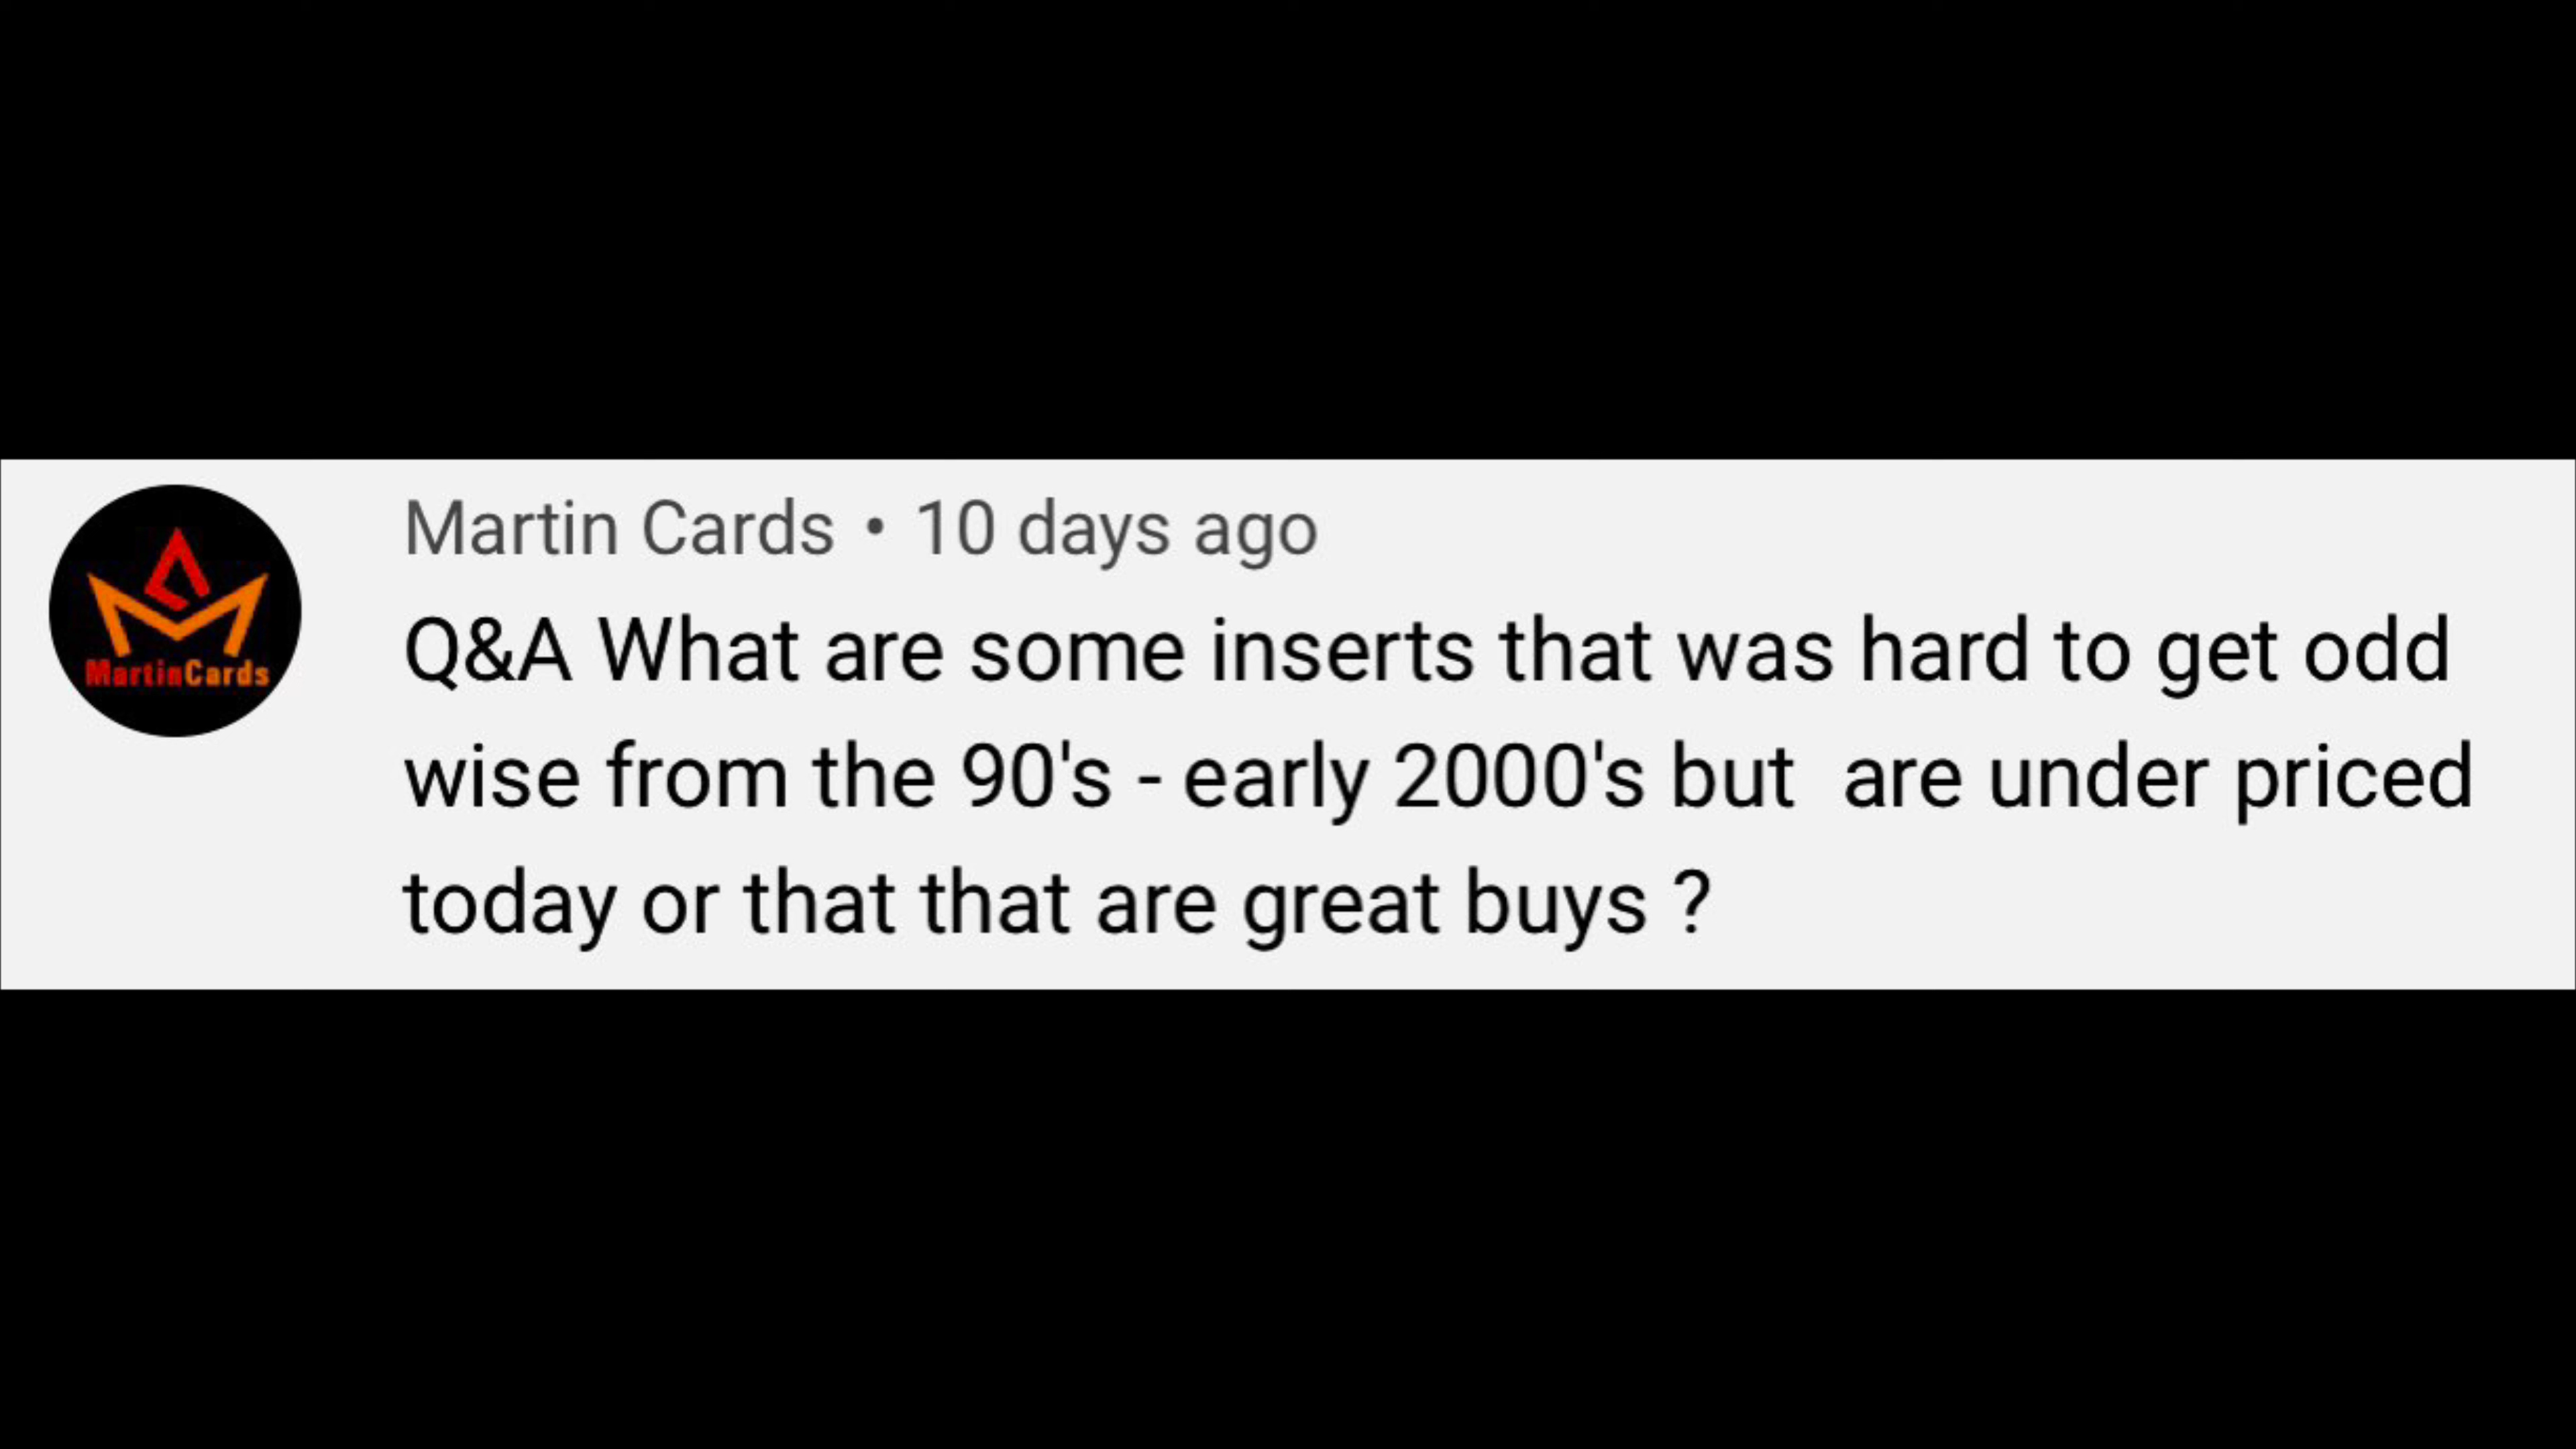 Martin Cards • 10 days ago
Q&A What are some inserts that was hard to get odd
wise from the 90's - early 2000's but  are under priced
today or that that are great buys ?
MartinCards